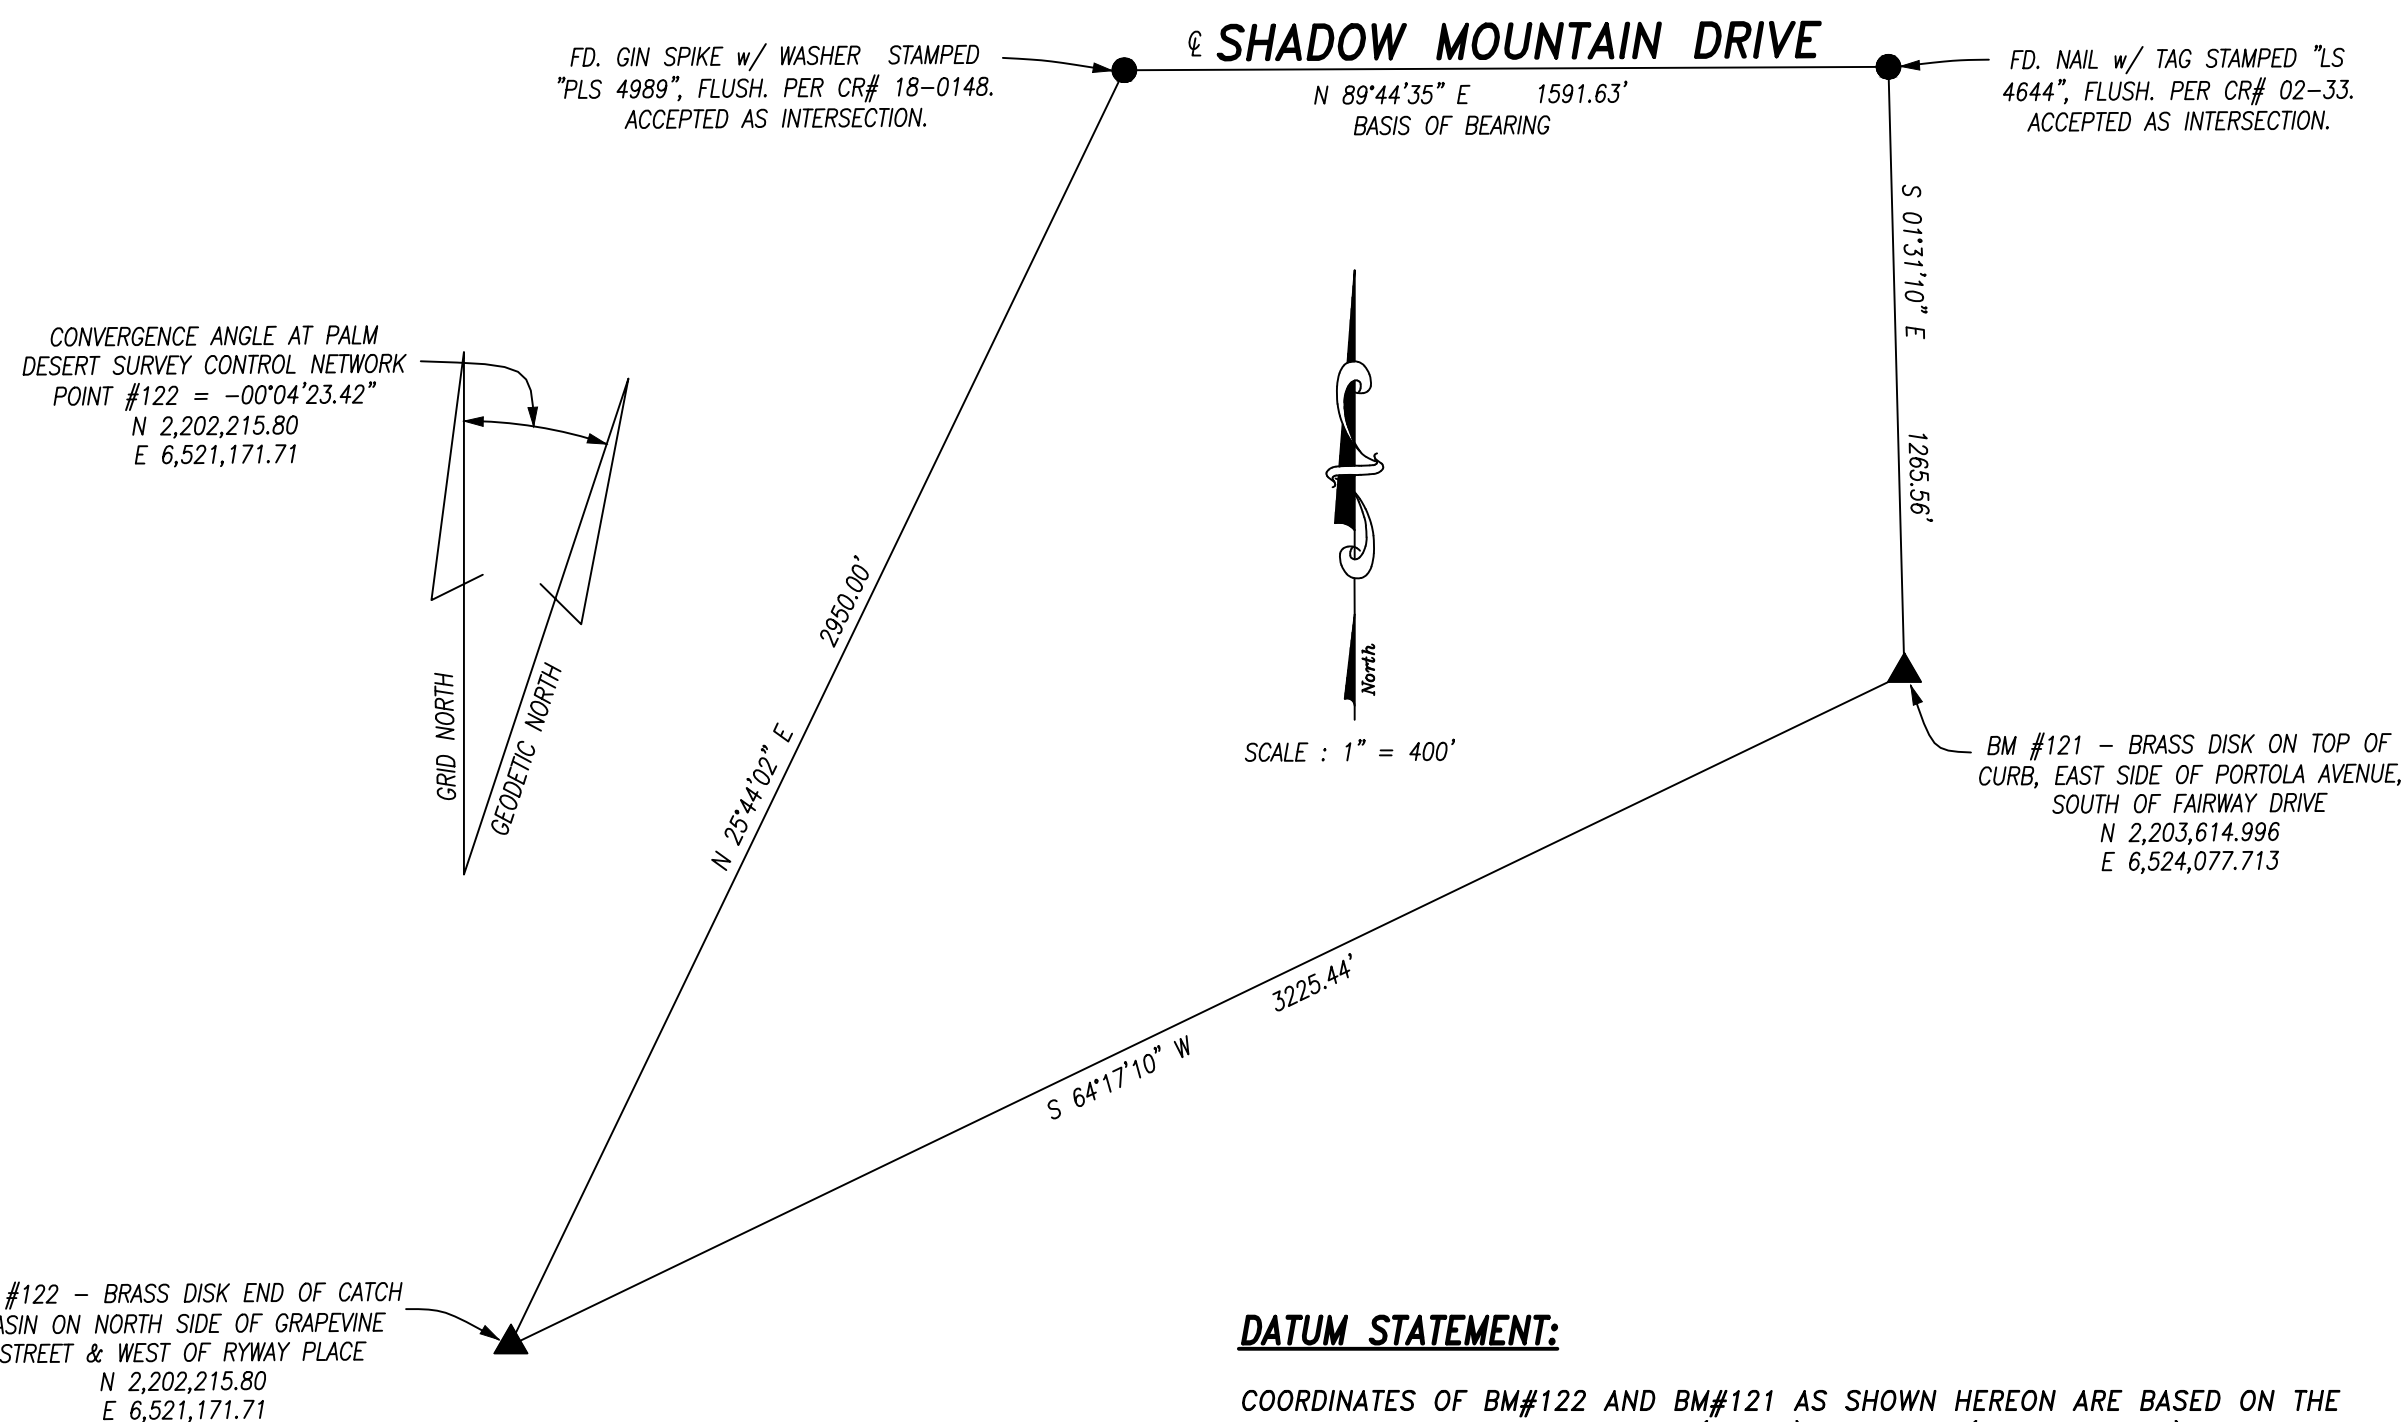 ℄ SHADOW MOUNTAIN DRIVE
FD. GIN SPIKE w/ WASHER STAMPED
"PLS 4989", FLUSH. PER CR# 18-0148.
ACCEPTED AS INTERSECTION.
N 89°44'35" E 1591.63'
BASIS OF BEARING
FD. NAIL w/ TAG STAMPED "LS
4644", FLUSH. PER CR# 02-33.
ACCEPTED AS INTERSECTION.
S 01°31'10" E 1265.56'
CONVERGENCE ANGLE AT PALM
DESERT SURVEY CONTROL NETWORK
POINT #122 = -00°04'23.42"
N 2,202,215.80
E 6,521,171.71
GRID NORTH
GEODETIC NORTH
N 25°44'02" E 2950.00'
North
SCALE : 1" = 400'
BM #121 - BRASS DISK ON TOP OF
CURB, EAST SIDE OF PORTOLA AVENUE,
SOUTH OF FAIRWAY DRIVE
N 2,203,614.996
E 6,524,077.713
S 64°17'10" W 3225.44'
#122 - BRASS DISK END OF CATCH
ASIN ON NORTH SIDE OF GRAPEVINE
STREET & WEST OF RYWAY PLACE
N 2,202,215.80
E 6,521,171.71
DATUM STATEMENT:
COORDINATES OF BM#122 AND BM#121 AS SHOWN HEREON ARE BASED ON THE